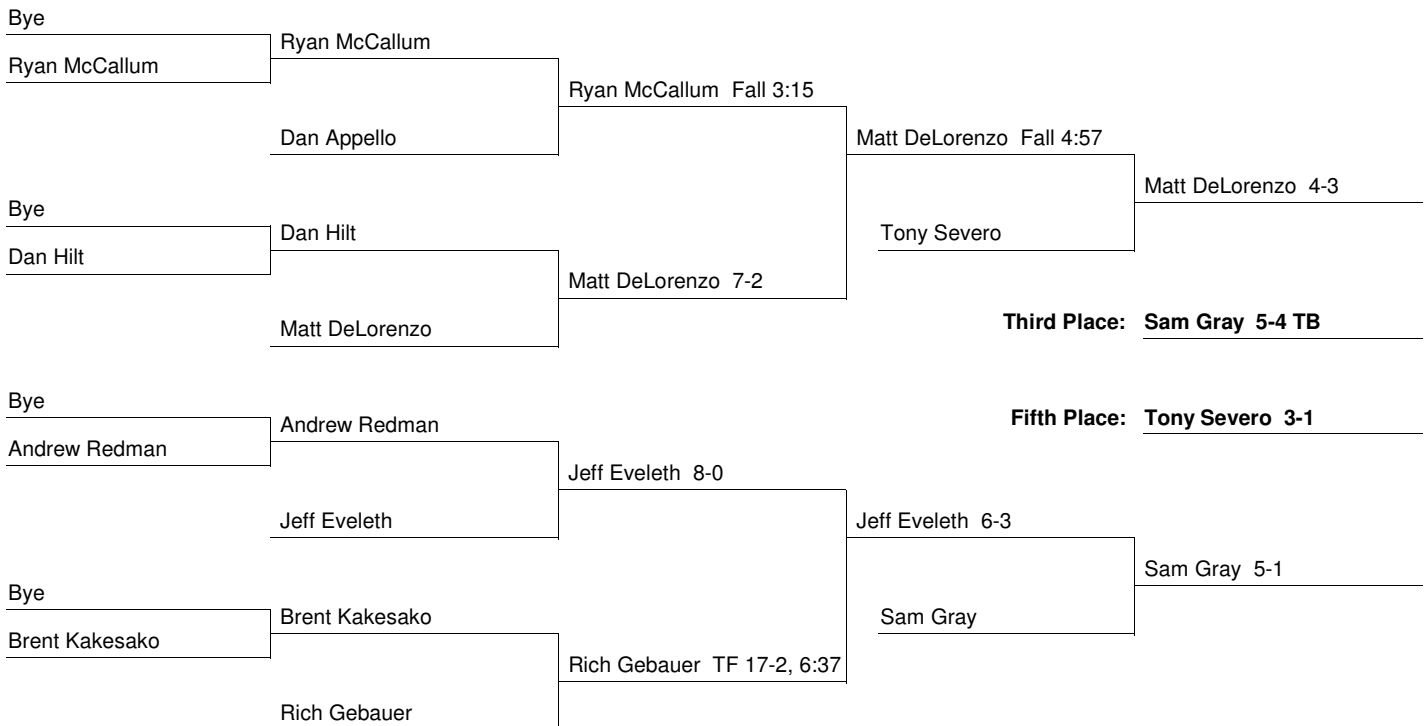 Bye
Ryan McCallum
Ryan McCallum
Dan Appello
Ryan McCallum Fall 3:15
Bye
Dan Hilt
Dan Hilt
Matt DeLorenzo
Matt DeLorenzo 7-2
Matt DeLorenzo Fall 4:57
Tony Severo
Matt DeLorenzo 4-3
Third Place: Sam Gray 5-4 TB
Fifth Place: Tony Severo 3-1
Bye
Andrew Redman
Andrew Redman
Jeff Eveleth
Jeff Eveleth 8-0
Bye
Brent Kakesako
Brent Kakesako
Rich Gebauer
Rich Gebauer TF 17-2, 6:37
Jeff Eveleth 6-3
Sam Gray
Sam Gray 5-1